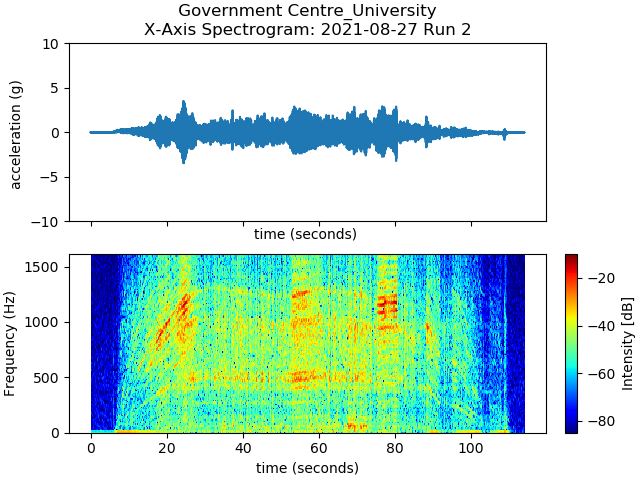 Government Centre_University
X-Axis Spectrogram: 2021-08-27 Run 2
10
5
0
−5
−10
acceleration (g)
time (seconds)
1500
1000
500
0
Frequency (Hz)
0 20 40 60 80 100
time (seconds)
−20
−40
−60
−80
Intensity [dB]